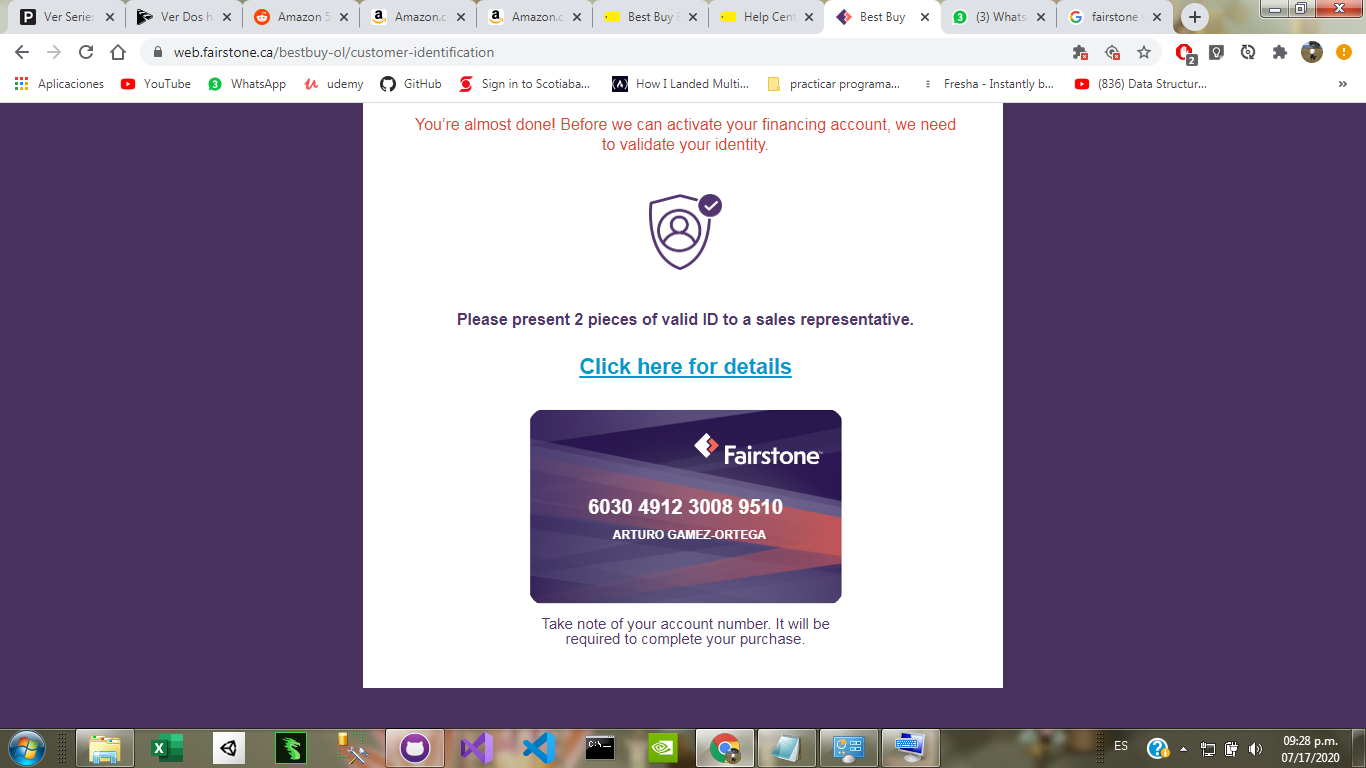 Ver Series
Ver Dos h
Amazon 5
Amazon.c
Amazon.c
Best Buy F
Help Cent
Best Buy
(3) Whats
fairstone
web.fairstone.ca/bestbuy-ol/customer-identification
2
Aplicaciones
YouTube
3
WhatsApp
udemy
GitHub
Sign in to Scotiaba...
How I Landed Multi...
practicar programa...
Fresha - Instantly b...
(836) Data Structur...
You're almost done! Before we can activate your financing account, we need
to validate your identity.
Please present 2 pieces of valid ID to a sales representative.
Click here for details
Fairstone
6030 4912 3008 9510
ARTURO GAMEZ-ORTEGA
Take note of your account number. It will be
required to complete your purchase.
ES
09:28 p.m.
07/17/2020